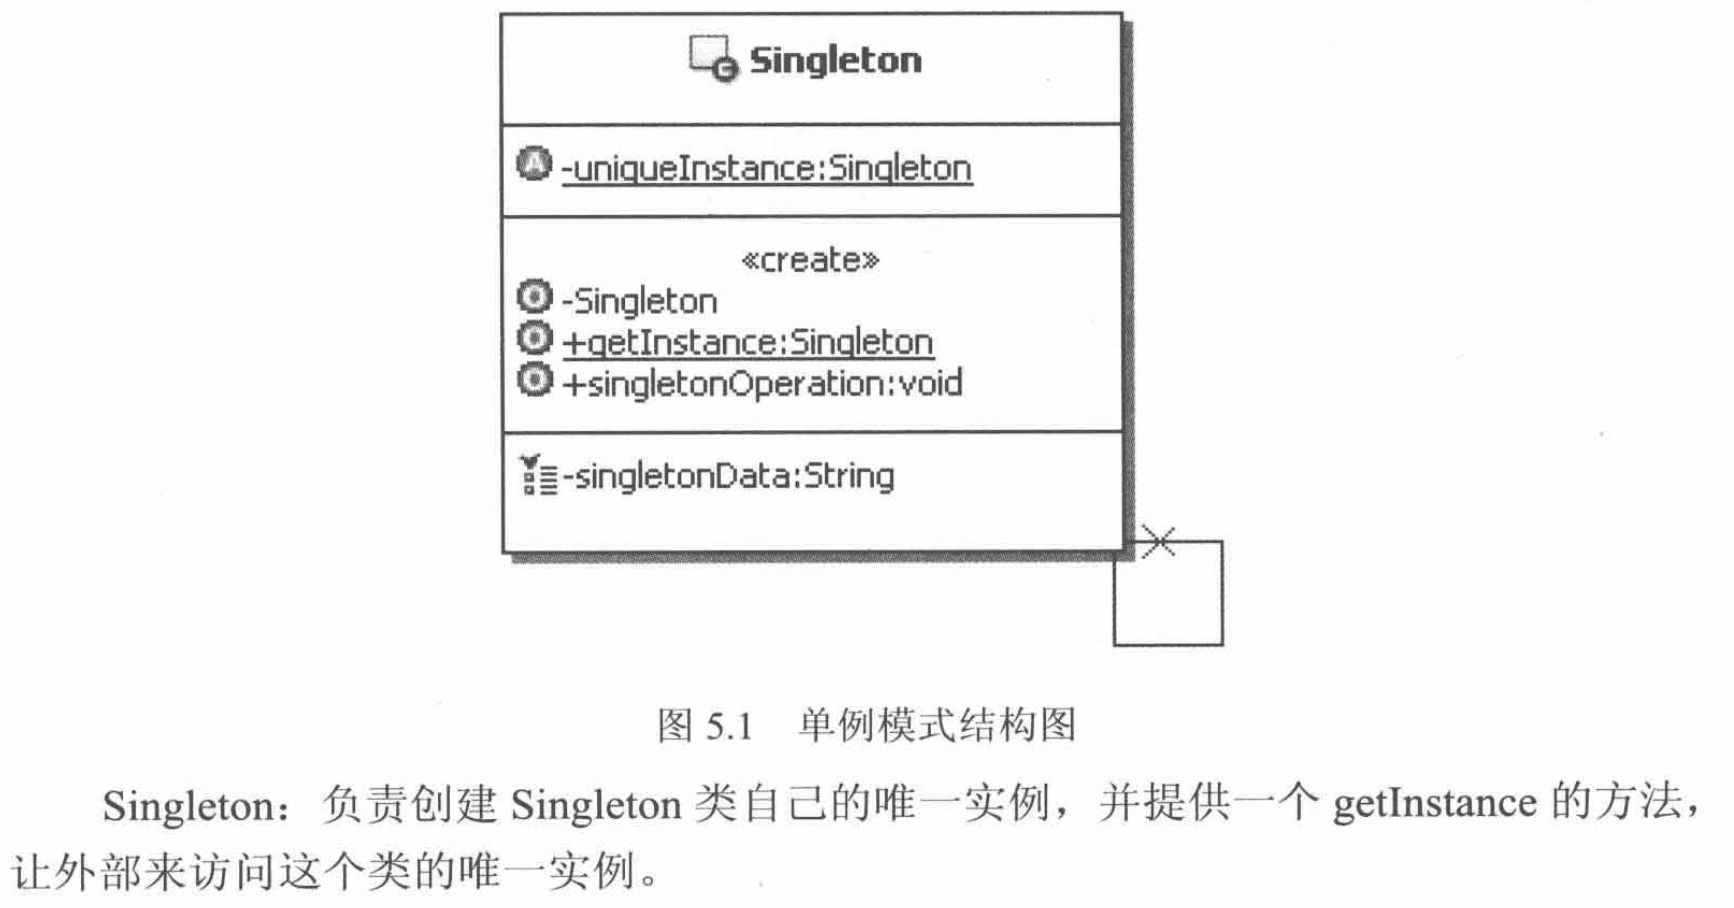 Singleton
-uniqueInstance:Singleton
«create»
-Singleton
+getInstance:Singleton
+singletonOperation:void
-singletonData:String
图 5.1 单例模式结构图
Singleton：负责创建 Singleton 类自己的唯一实例，并提供一个 getInstance 的方法，
让外部来访问这个类的唯一实例。